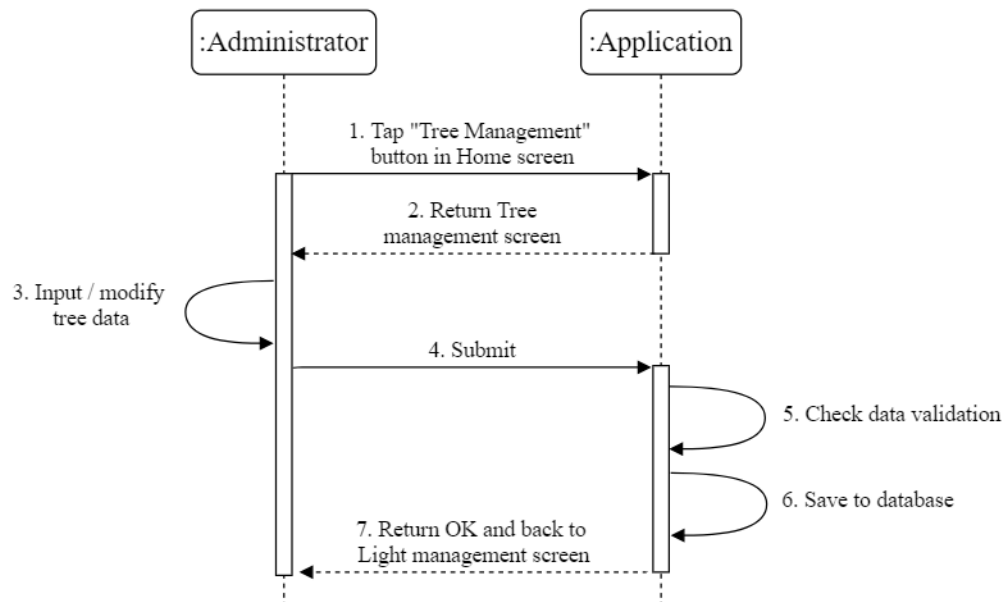 :Administrator
:Application
1. Tap "Tree Management"
button in Home screen
2. Return Tree
management screen
3. Input / modify
tree data
4. Submit
5. Check data validation
6. Save to database
7. Return OK and back to
Light management screen